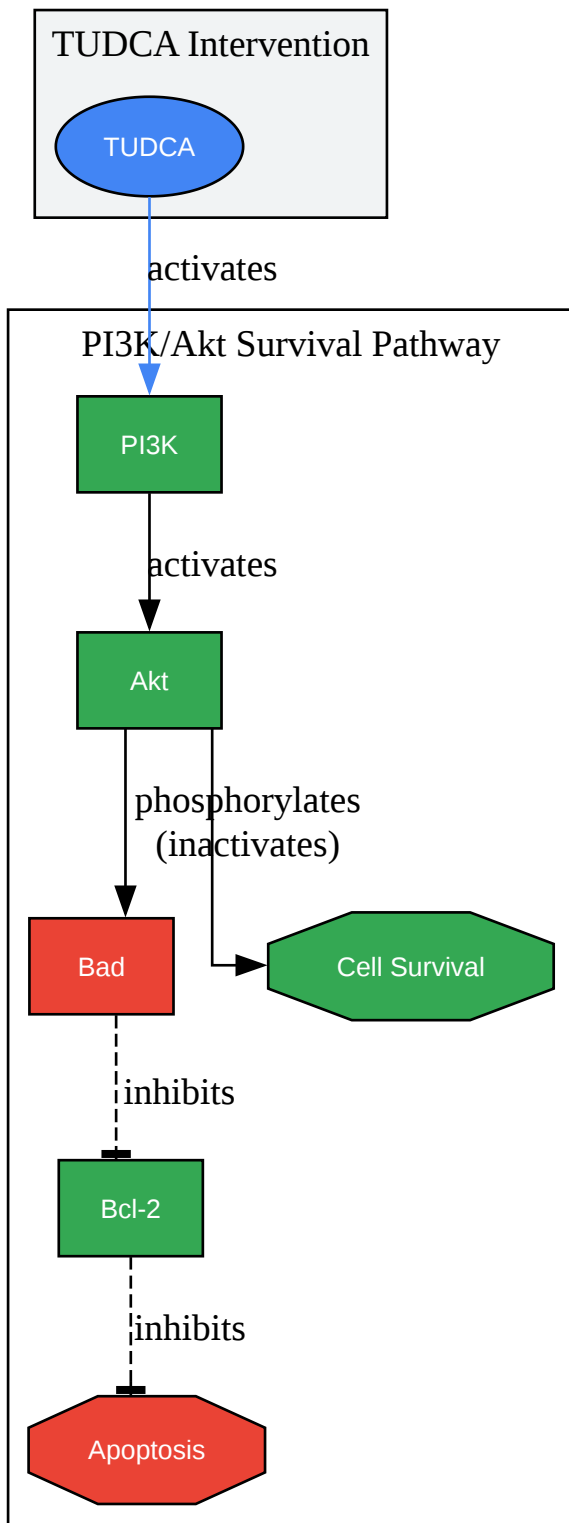 TUDCA Intervention
TUDCA
activates
PI3K/Akt Survival Pathway
PI3K
activates
Akt
phosphorylates
(inactivates)
Bad
Cell Survival
inhibits
Bcl-2
inhibits
Apoptosis